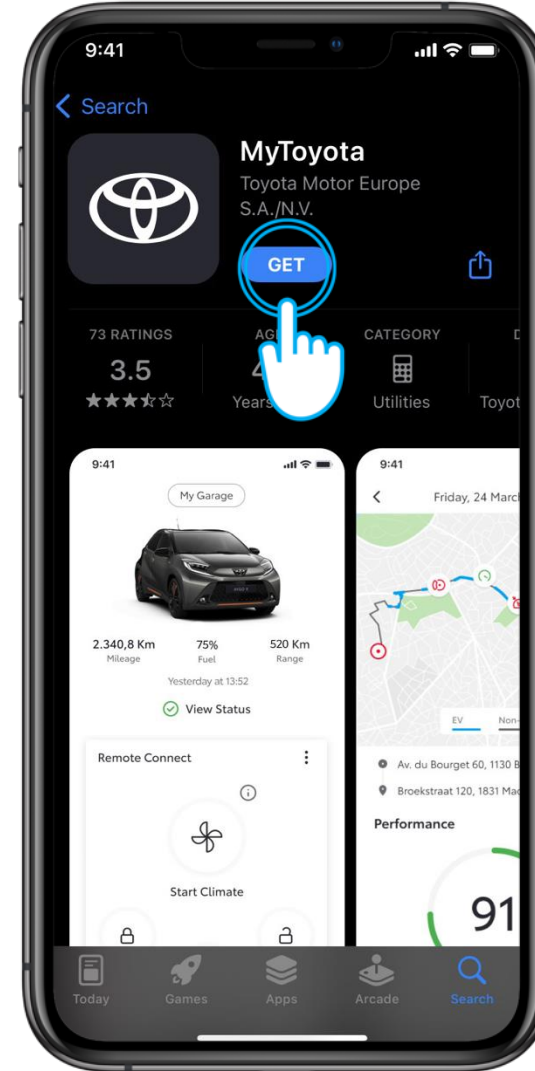 9:41
Search
MyToyota
Toyota Motor Europe
S.A./N.V.
GET
73 RATINGS
CATEGORY
3.5
Years
Utilities
9:41
My Garage
2.340,8 Km
75%
520 Km
Mileage
Fuel
Range
Yesterday at 13:52
View Status
Remote Connect
Start Climate
9:41
Friday, 24 March
EV
Av. du Bourget 60, 1130
Broekstraat 120, 1831
Performance
91
Today
Games
Apps
Arcade
Search